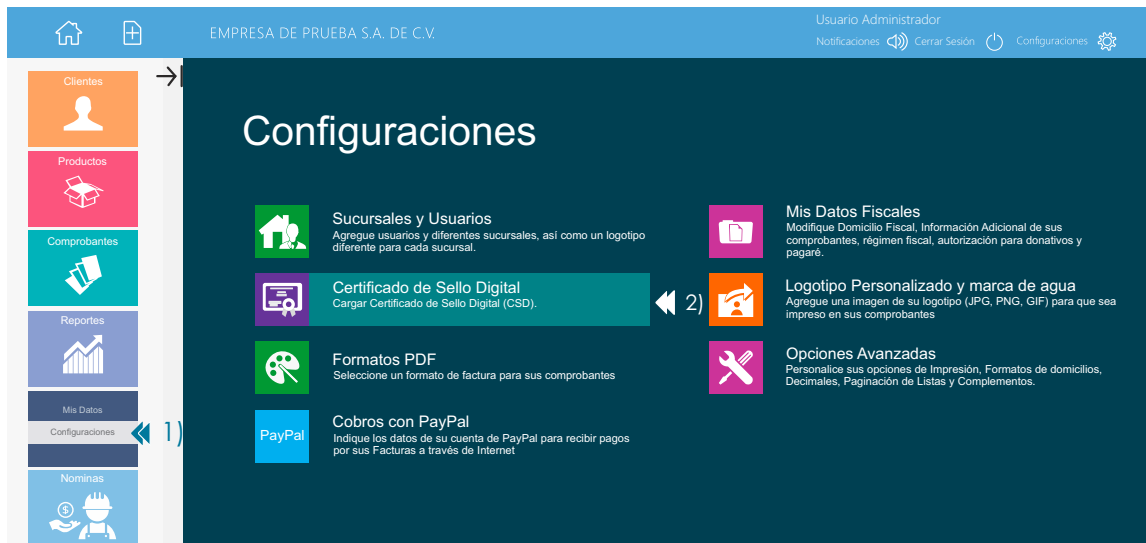 EMPRESA DE PRUEBA S.A. DE C.V.
Usuario Administrador
Notificaciones Cerrar Sesión Configuraciones
Clientes
Productos
Comprobantes
Reportes
Mis Datos
Configuraciones
1)
Nominas
$
Configuraciones
Sucursales y Usuarios
Agregue usuarios y diferentes sucursales, así como un logotipo
diferente para cada sucursal.
Certificado de Sello Digital
Cargar Certificado de Sello Digital (CSD).
2)
Formatos PDF
Seleccione un formato de factura para sus comprobantes
PayPal
Cobros con PayPal
Indique los datos de su cuenta de PayPal para recibir pagos
por sus Facturas a través de Internet
Mis Datos Fiscales
Modifique Domicilio Fiscal, Información Adicional de sus
comprobantes, régimen fiscal, autorización para donativos y
pagaré.
Logotipo Personalizado y marca de agua
Agregue una imagen de su logotipo (JPG, PNG, GIF) para que sea
impreso en sus comprobantes
Opciones Avanzadas
Personalice sus opciones de Impresión, Formatos de domicilios,
Decimales, Paginación de Listas y Complementos.